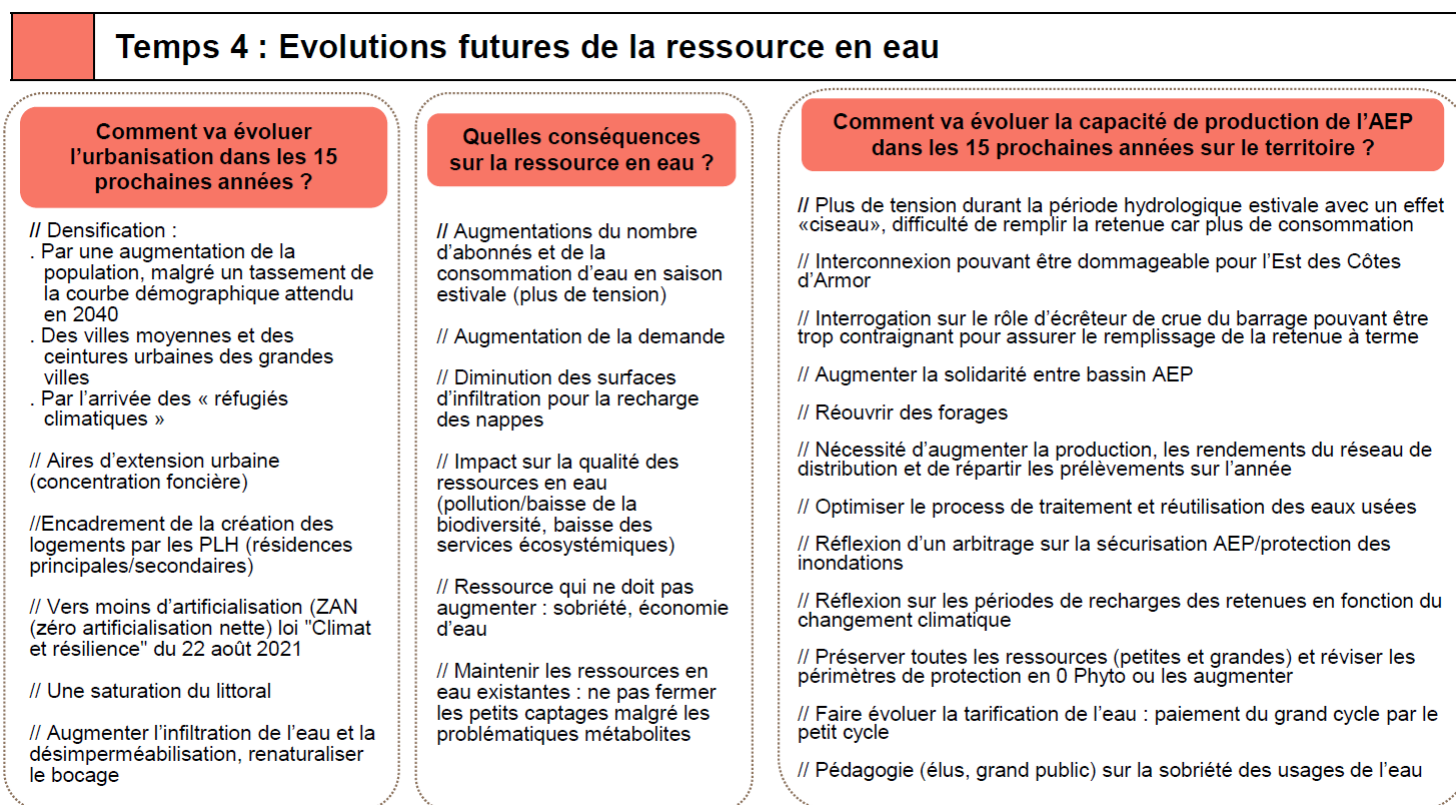 Temps 4 : Evolutions futures de la ressource en eau
Comment va évoluer
l’urbanisation dans les 15
prochaines années ?
// Densification :
. Par une augmentation de la
population, malgré un tassement de
la courbe démographique attendu
en 2040
. Des villes moyennes et des
ceintures urbaines des grandes
villes
. Par l’arrivée des « réfugiés
climatiques »
// Aires d’extension urbaine
(concentration foncière)
//Encadrement de la création des
logements par les PLH (résidences
principales/secondaires)
// Vers moins d’artificialisation (ZAN
(zéro artificialisation nette) loi "Climat
et résilience" du 22 août 2021
// Une saturation du littoral
// Augmenter l’infiltration de l’eau et la
désimperméabilisation, renaturaliser
le bocage
Quelles conséquences
sur la ressource en eau ?
// Augmentations du nombre
d’abonnés et de la
consommation d’eau en saison
estivale (plus de tension)
// Augmentation de la demande
// Diminution des surfaces
d’infiltration pour la recharge
des nappes
// Impact sur la qualité des
ressources en eau
(pollution/baisse de la
biodiversité, baisse des
services écosystémiques)
// Ressource qui ne doit pas
augmenter : sobriété, économie
d’eau
// Maintenir les ressources en
eau existantes : ne pas fermer
les petits captages malgré les
problématiques métabolites
Comment va évoluer la capacité de production de l’AEP
dans les 15 prochaines années sur le territoire ?
// Plus de tension durant la période hydrologique estivale avec un effet
«ciseau», difficulté de remplir la retenue car plus de consommation
// Interconnexion pouvant être dommageable pour l’Est des Côtes
d’Armor
// Interrogation sur le rôle d’écrêteur de crue du barrage pouvant être
trop contraignant pour assurer le remplissage de la retenue à terme
// Augmenter la solidarité entre bassin AEP
// Réouvrir des forages
// Nécessité d’augmenter la production, les rendements du réseau de
distribution et de répartir les prélèvements sur l’année
// Optimiser le process de traitement et réutilisation des eaux usées
// Réflexion d’un arbitrage sur la sécurisation AEP/protection des
inondations
// Réflexion sur les périodes de recharges des retenues en fonction du
changement climatique
// Préserver toutes les ressources (petites et grandes) et réviser les
périmètres de protection en 0 Phyto ou les augmenter
// Faire évoluer la tarification de l’eau : paiement du grand cycle par le
petit cycle
// Pédagogie (élus, grand public) sur la sobriété des usages de l’eau